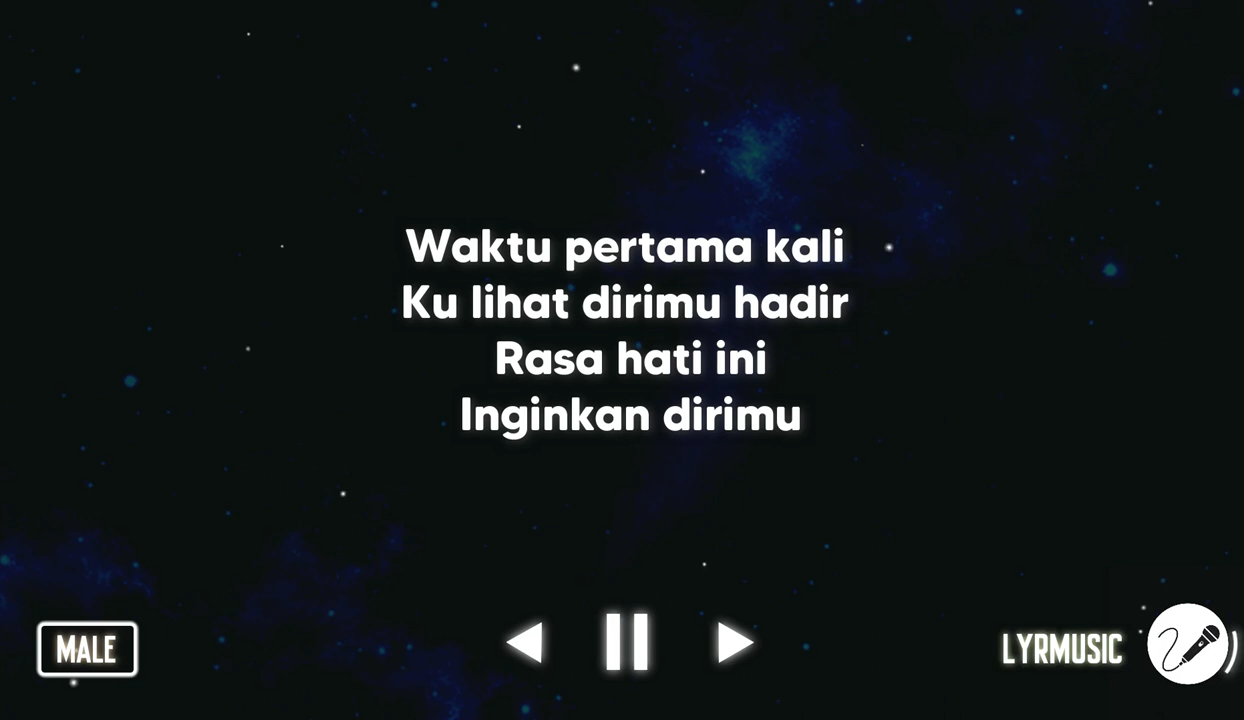 Waktu pertama kali
Ku lihat dirimu hadir
Rasa hati ini
Inginkan dirimu
MALE
LYRMUSIC